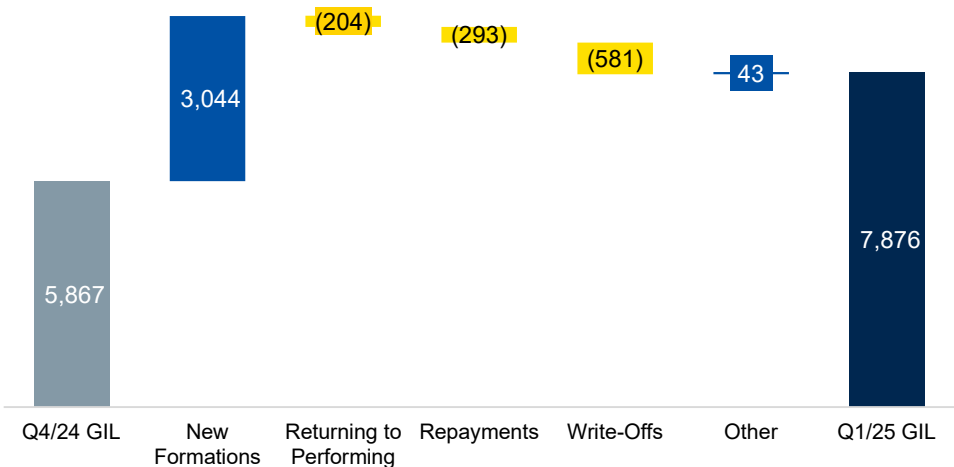 (204)
(293)
(581)
43
3,044
7,876
5,867
Q4/24 GIL
New
Formations
Returning to
Performing
Repayments
Write-Offs
Other
Q1/25 GIL